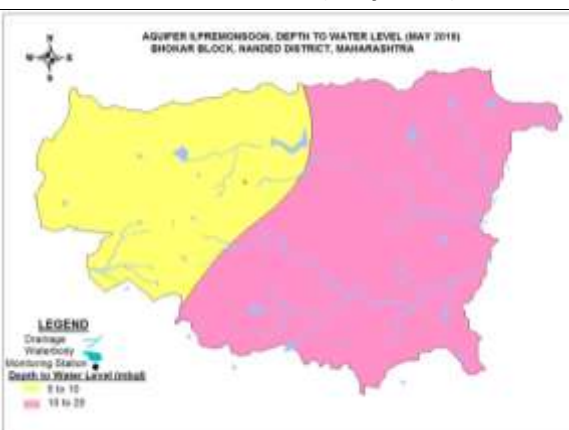 AQUIFER II,PREMONSOON, DEPTH TO WATER LEVEL (MAY 2018)
BHOKAR BLOCK, NANDED DISTRICT, MAHARASHTRA
N
W
E
S
LEGEND
Drainage
Waterbody
Monitoring Station
Depth to Water Level (mbgl)
5 to 10
10 to 20